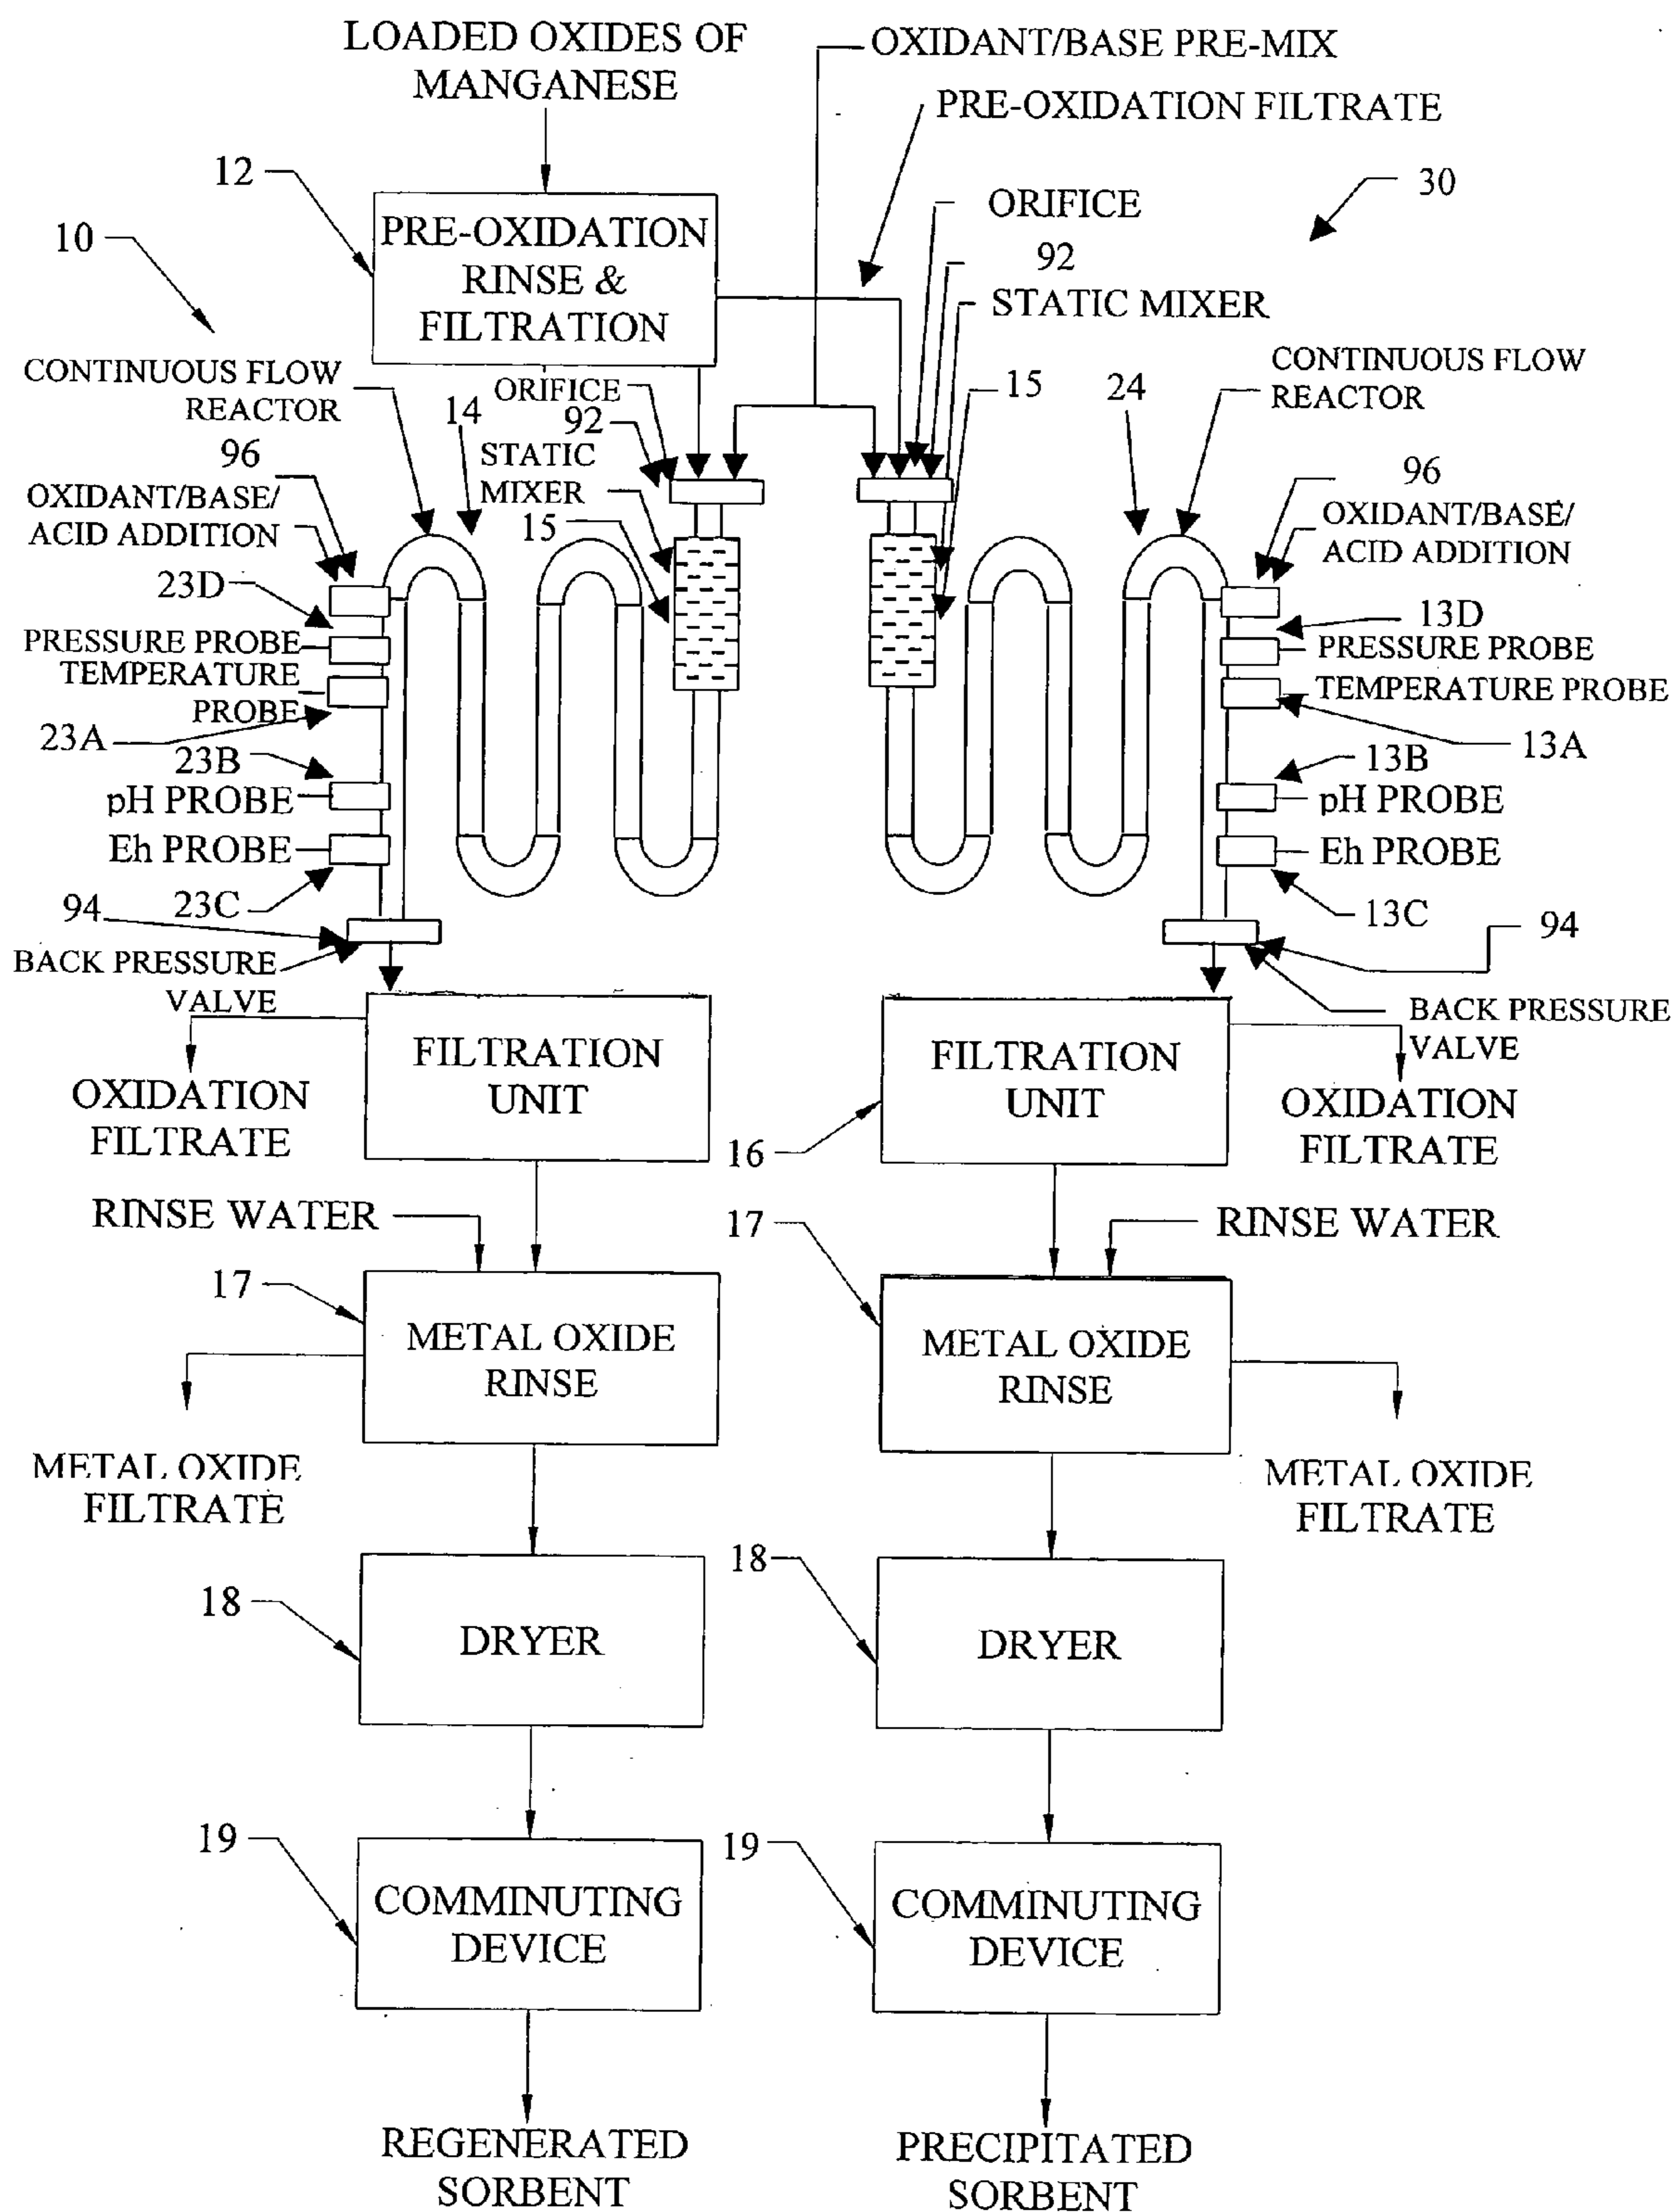 LOADED OXIDES OF
MANGANESE
OXIDANT/BASE PRE-MIX
PRE-OXIDATION FILTRATE
12
30
10
PRE-OXIDATION
RINSE &
FILTRATION
ORIFICE
92
STATIC MIXER
CONTINUOUS FLOW
REACTOR
14
ORIFICE
92
STATIC
MIXER
15
15
24
CONTINUOUS FLOW
REACTOR
96
OXIDANT/BASE/
ACID ADDITION
96
OXIDANT/BASE/
ACID ADDITION
23D
PRESSURE PROBE
TEMPERATURE
PROBE
23A
23B
pH PROBE
Eh PROBE
23C
94
BACK PRESSURE
VALVE
13D
PRESSURE PROBE
TEMPERATURE PROBE
13A
13B
pH PROBE
Eh PROBE
13C
94
BACK PRESSURE
VALVE
FILTRATION
UNIT
OXIDATION
FILTRATE
16
FILTRATION
UNIT
OXIDATION
FILTRATE
RINSE WATER
17
METAL OXIDE
RINSE
METAL OXIDE
FILTRATE
17
RINSE WATER
METAL OXIDE
RINSE
METAL OXIDE
FILTRATE
18
DRYER
18
DRYER
19
COMMINUTING
DEVICE
19
COMMINUTING
DEVICE
REGENERATED
SORBENT
PRECIPITATED
SORBENT